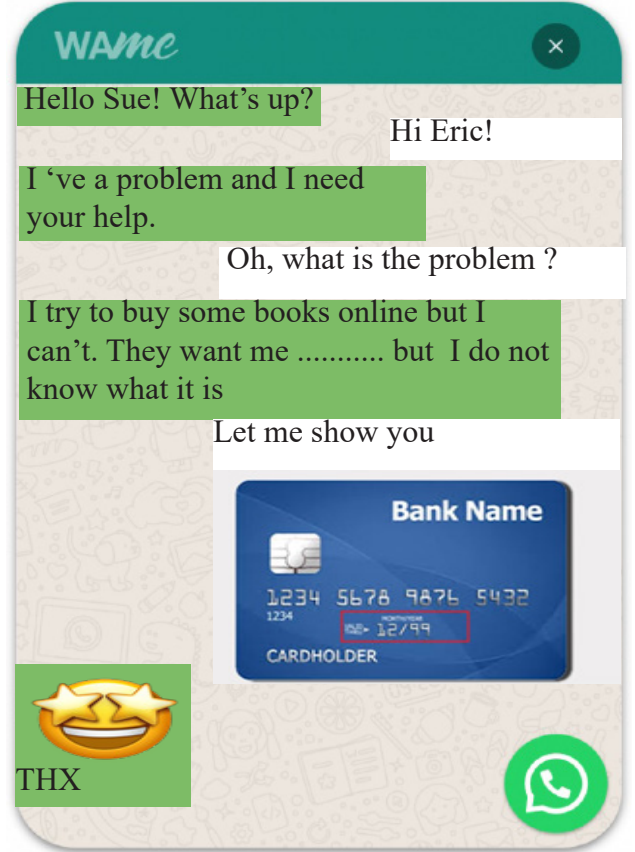 WAme
Hello Sue! What’s up?
Hi Eric!
I ‘ve a problem and I need
your help.
Oh, what is the problem ?
I try to buy some books online but I
can’t. They want me ........... but I do not
know what it is
Let me show you
Bank Name
1234 5678 9876 5432
1234
MONTH/YEAR
12/99
CARDHOLDER
THX